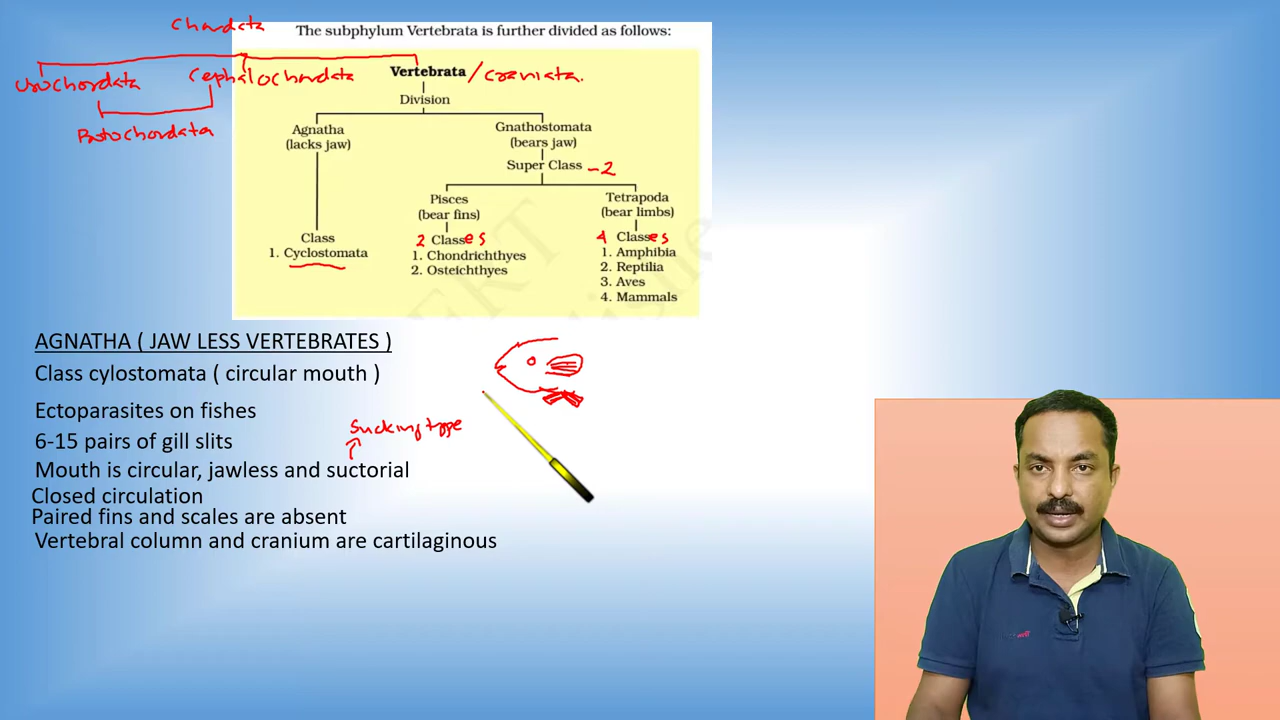 Chordata
The subphylum Vertebrata is further divided as follows:
Urochordata Cephalochordata Vertebrata / Craniata.
Division
Protochordata
Agnatha Gnathostomata
(lacks jaw) (bears jaw)
Super Class -2
Pisces Tetrapoda
(bear fins) (bear limbs)
Class 2 Classes 4 Classes
1. Cyclostomata 1. Chondrichthyes 1. Amphibia
2. Osteichthyes 2. Reptilia
3. Aves
4. Mammals
AGNATHA ( JAW LESS VERTEBRATES )
Class cylostomata ( circular mouth )
Ectoparasites on fishes
Sucking type
6-15 pairs of gill slits
Mouth is circular, jawless and suctorial
Closed circulation
Paired fins and scales are absent
Vertebral column and cranium are cartilaginous